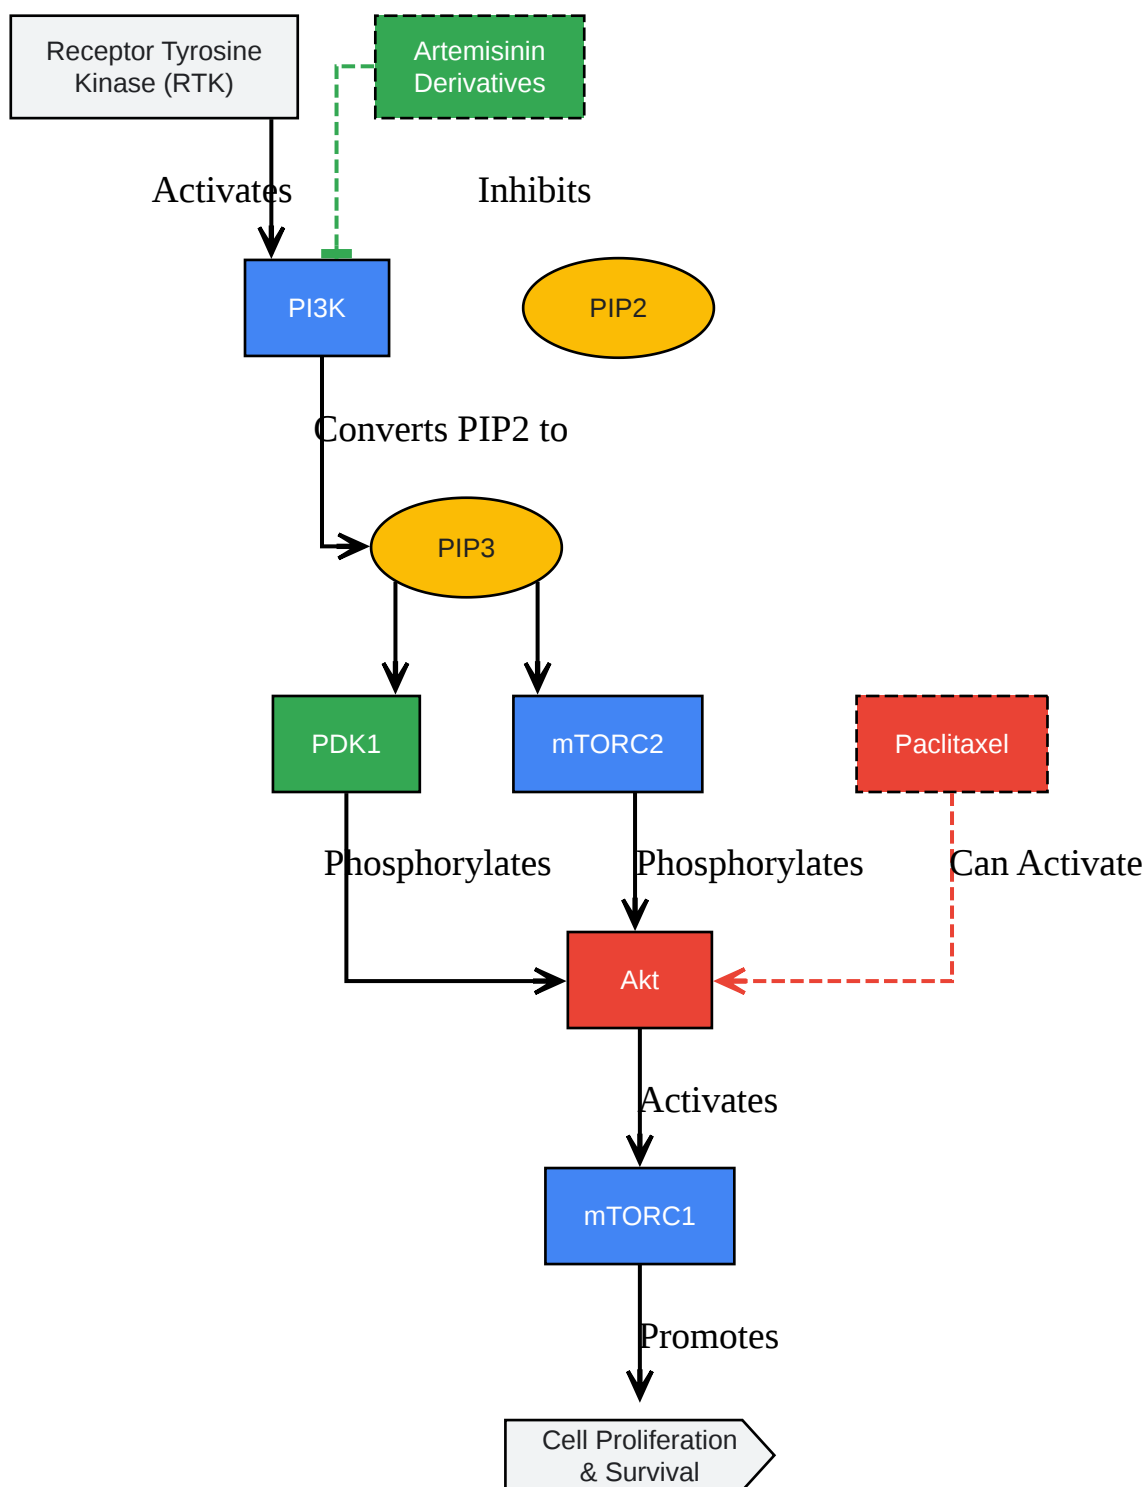 Receptor Tyrosine
Kinase (RTK)
Artemisinin
Derivatives
Activates
Inhibits
PI3K
PIP2
Converts PIP2 to
PIP3
PDK1
mTORC2
Paclitaxel
Phosphorylates
Phosphorylates
Can Activate
Akt
Activates
mTORC1
Promotes
Cell Proliferation
& Survival